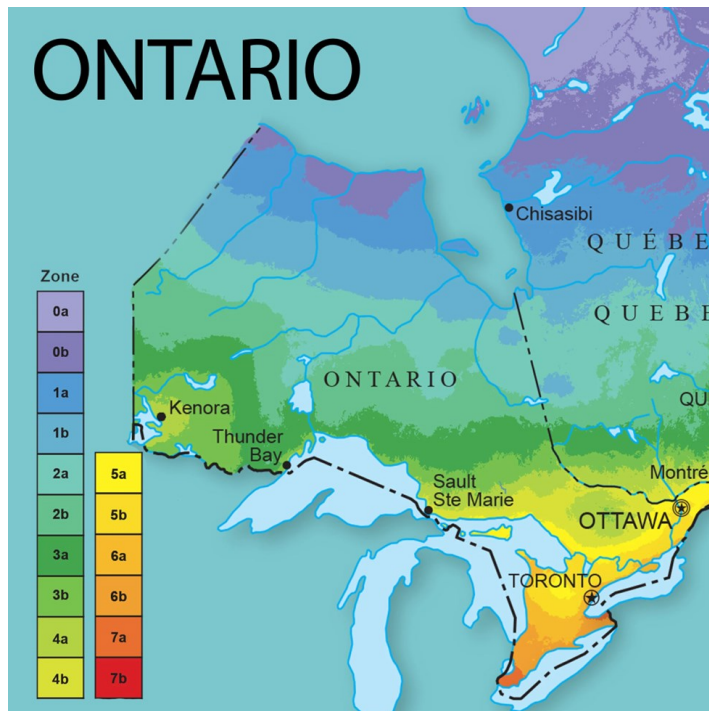 ONTARIO
Chisasibi
QUÉBE
Zone
0a
0b
QUEBE
1a
ONTARIO
QU
1b
Kenora
Thunder
Bay
2a
5a
Montré
Sault
Ste Marie
2b
5b
OTTAWA
3a
6a
TORONTO
3b
6b
4a
7a
4b
7b